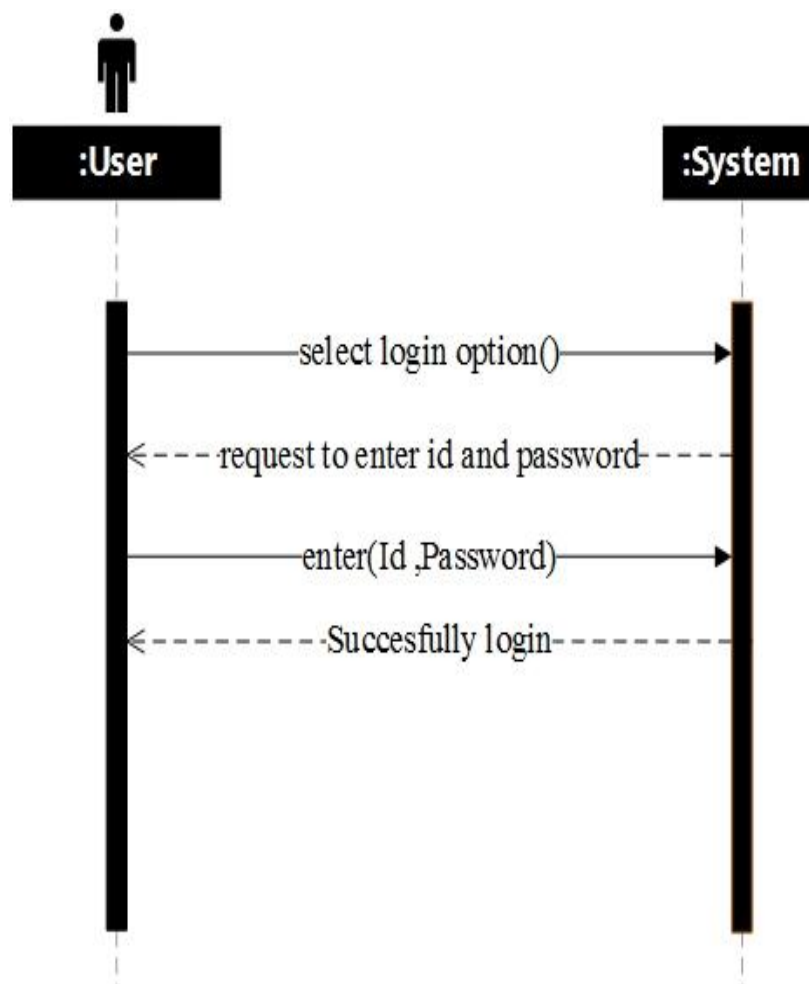 :User
:System
select login option()
request to enter id and password
enter(Id ,Password)
Succesfully login